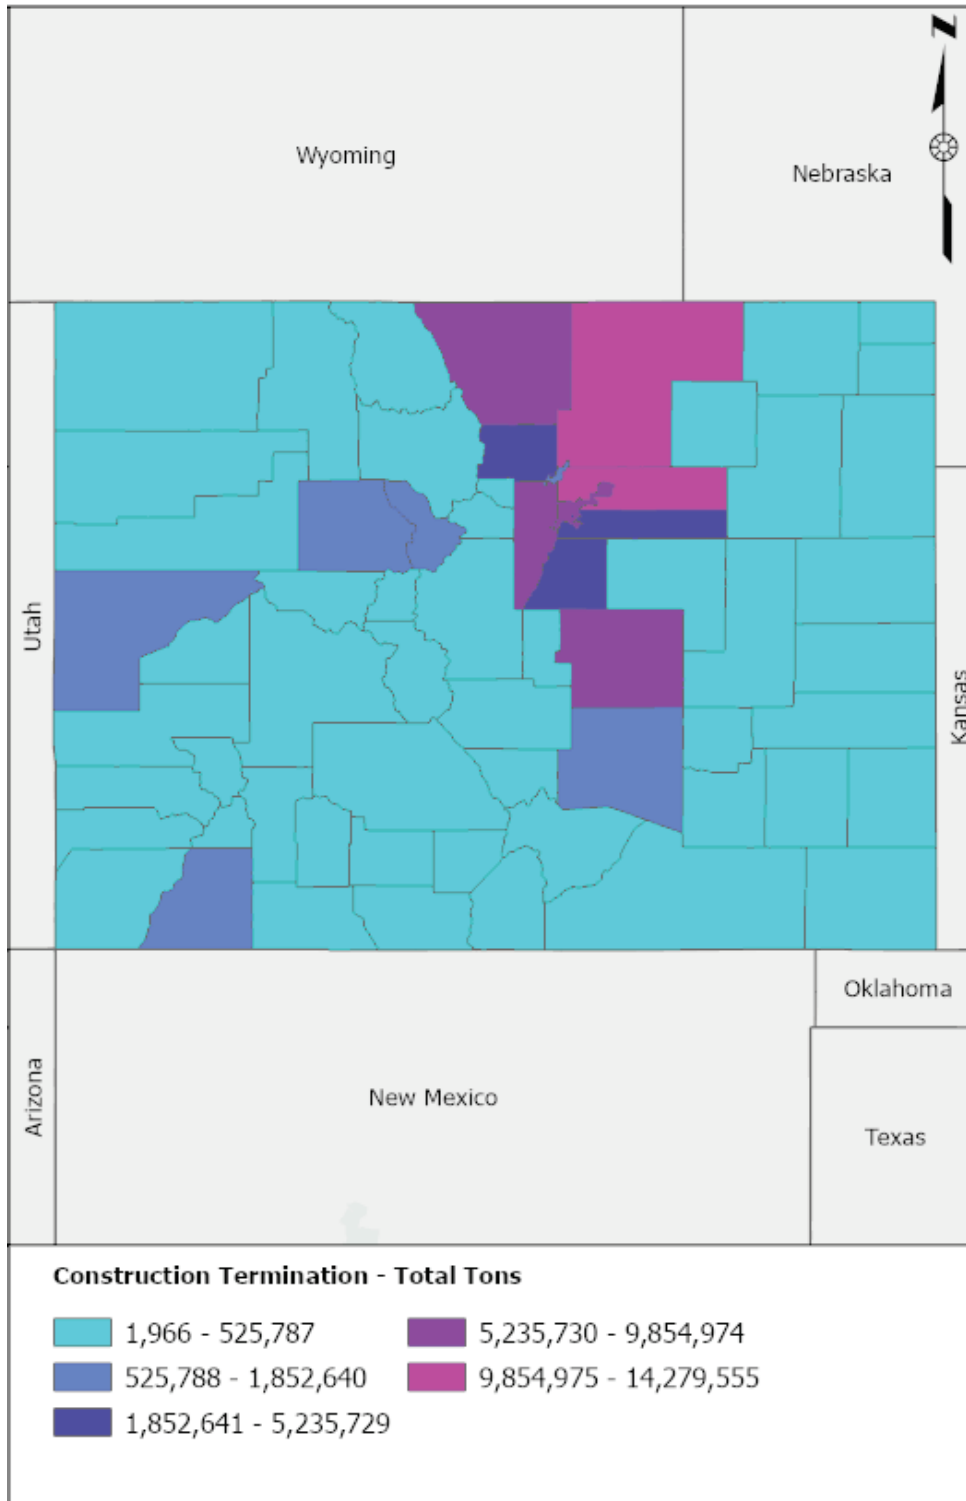 N
Wyoming
Nebraska
Utah
Kansas
Oklahoma
Arizona
New Mexico
Texas
Construction Termination - Total Tons
1,966 - 525,787
5,235,730 - 9,854,974
525,788 - 1,852,640
9,854,975 - 14,279,555
1,852,641 - 5,235,729